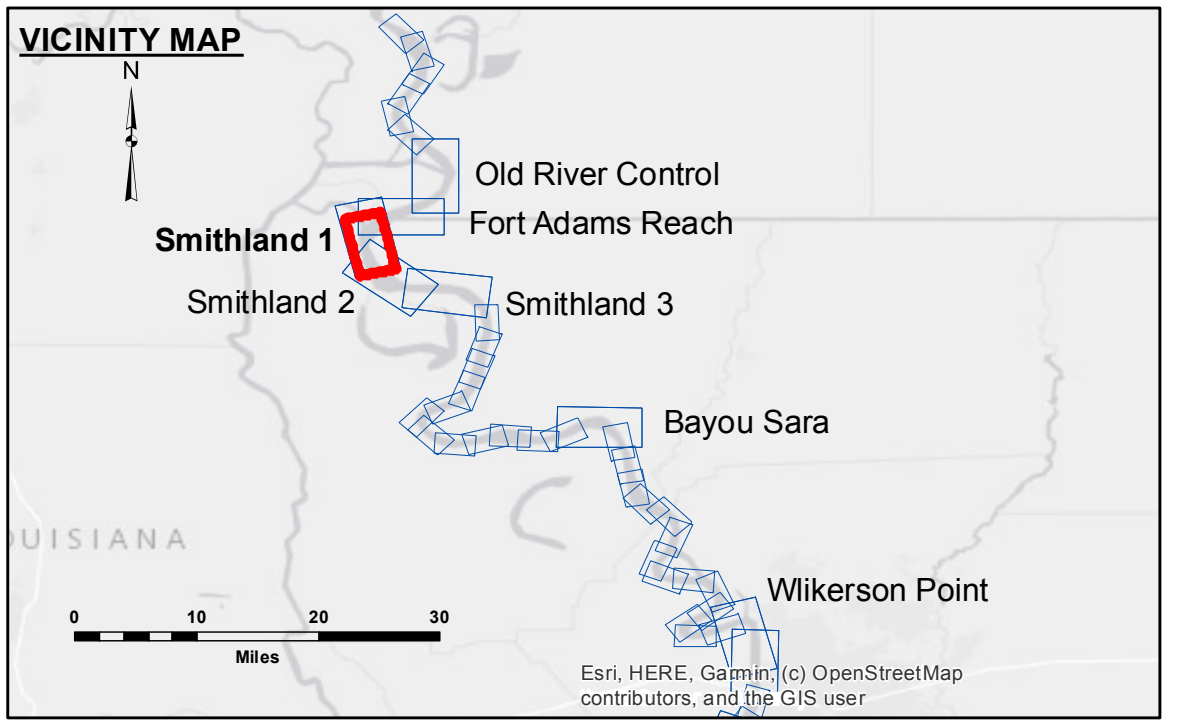 VICINITY MAP
N
Old River Control
Fort Adams Reach
Smithland 1
Smithland 2
Smithland 3
Bayou Sara
OUISIANA
Wlikerson Point
0 10 20 30
Miles
Esri, HERE, Garmin, (c) OpenStreetMap
contributors, and the GIS user